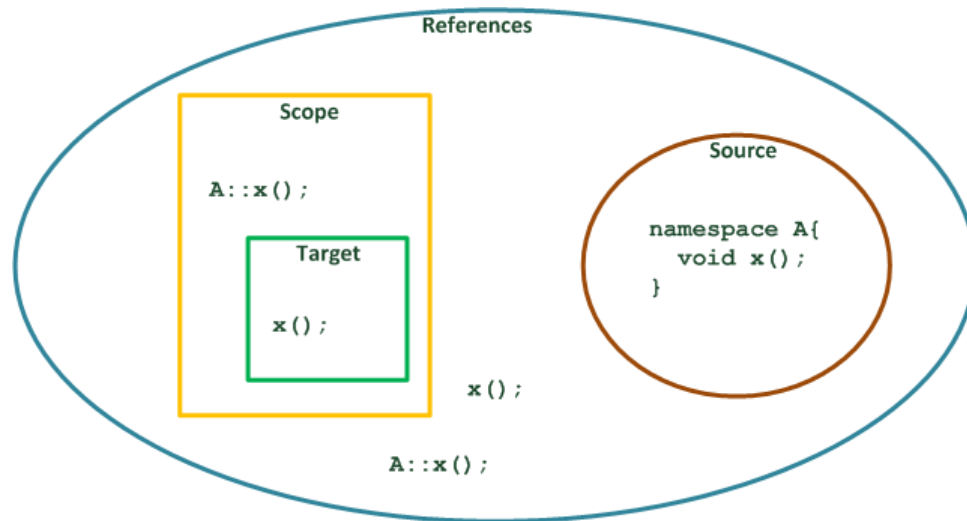 References
Scope
Source
A::x();
namespace A{
void x();
}
Target
x();
x();
A::x();